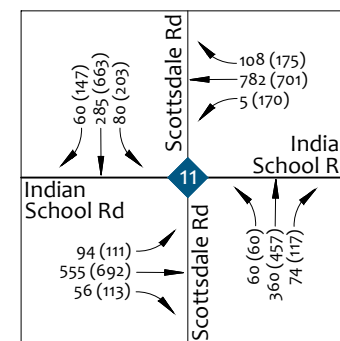 60 (147)
285 (663)
80 (203)
Scottsdale Rd
108 (175)
782 (701)
5 (170)
Indian
School Rd
11
India
School R
94 (111)
555 (692)
56 (113)
Scottsdale Rd
60 (60)
360 (457)
74 (117)